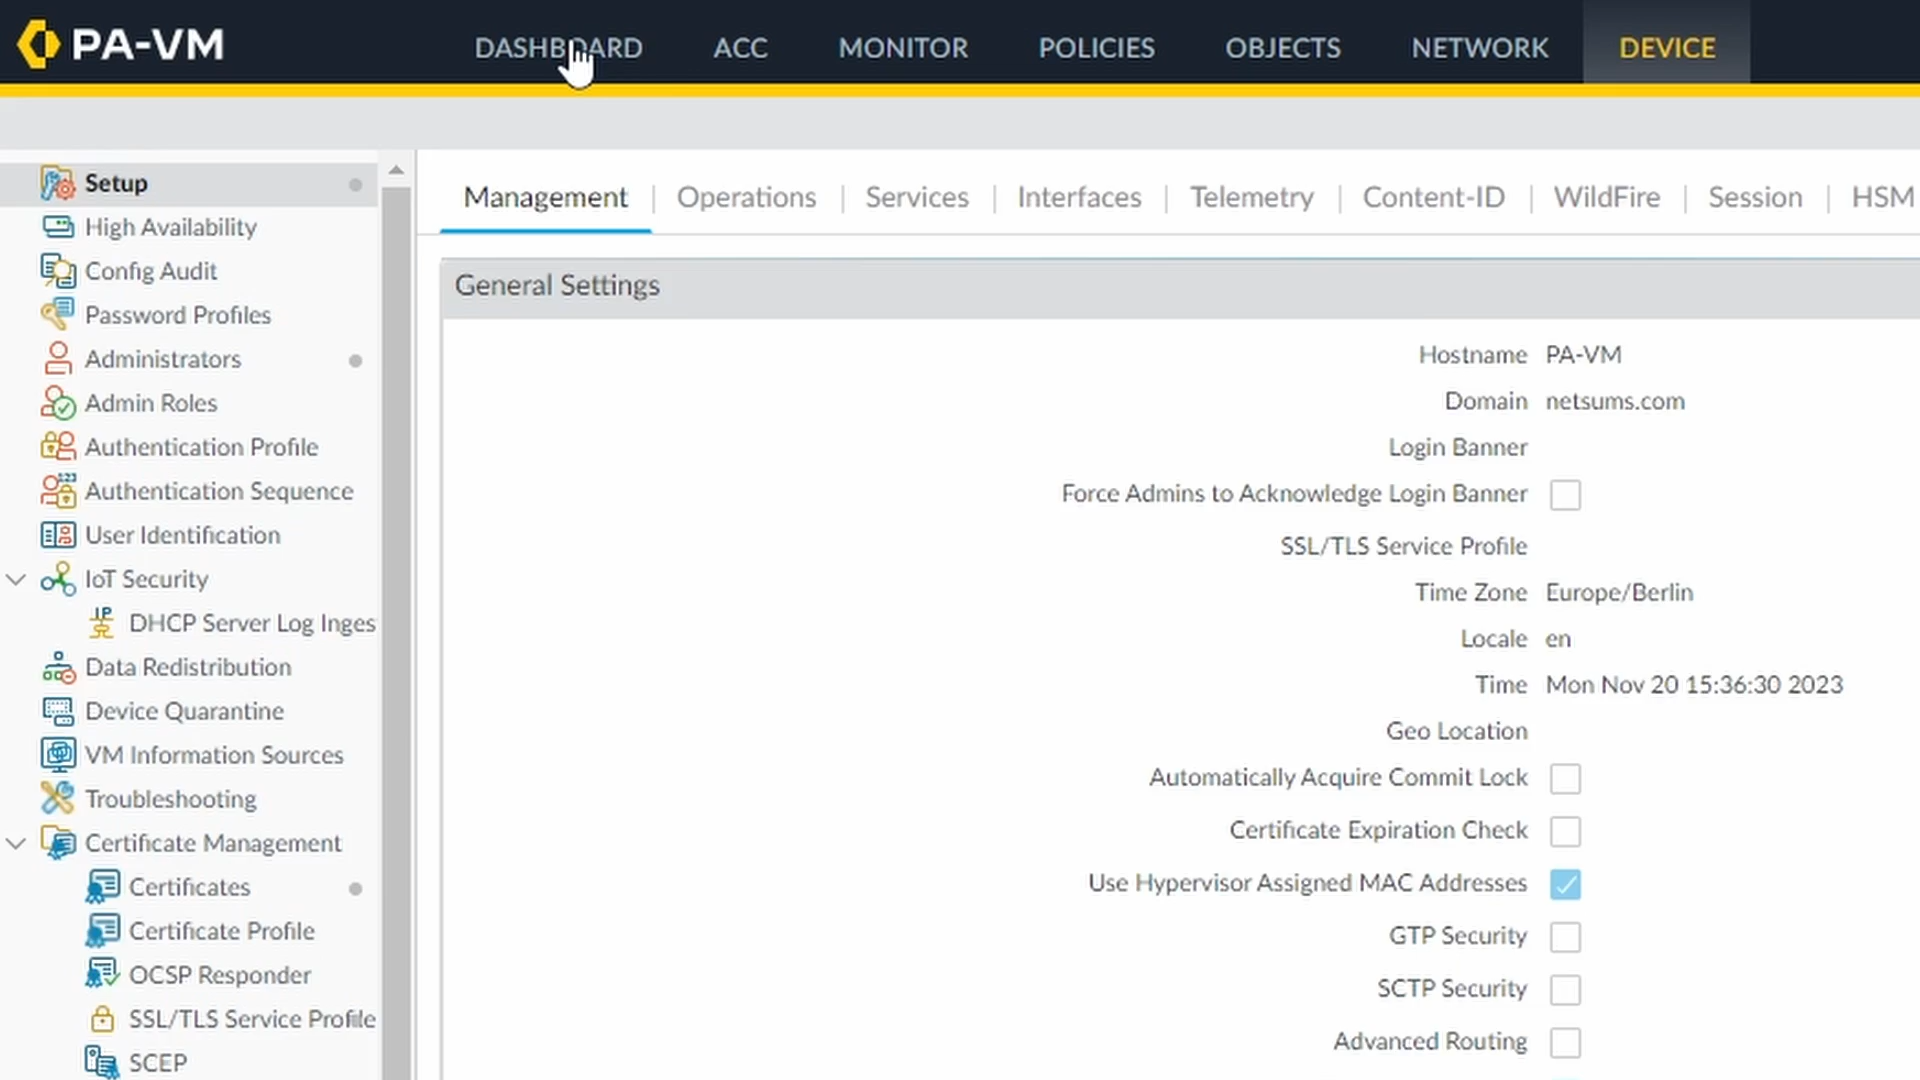 PA-VM
DASHBOARD ACC MONITOR POLICIES OBJECTS NETWORK DEVICE
Setup
High Availability
Config Audit
Password Profiles
Administrators
Admin Roles
Authentication Profile
Authentication Sequence
User Identification
IoT Security
DHCP Server Log Inges
Data Redistribution
Device Quarantine
VM Information Sources
Troubleshooting
Certificate Management
Certificates
Certificate Profile
OCSP Responder
SSL/TLS Service Profile
SCEP
Management Operations Services Interfaces Telemetry Content-ID WildFire Session HSM
General Settings
Hostname PA-VM
Domain netsums.com
Login Banner
Force Admins to Acknowledge Login Banner
SSL/TLS Service Profile
Time Zone Europe/Berlin
Locale en
Time Mon Nov 20 15:36:30 2023
Geo Location
Automatically Acquire Commit Lock
Certificate Expiration Check
Use Hypervisor Assigned MAC Addresses
GTP Security
SCTP Security
Advanced Routing